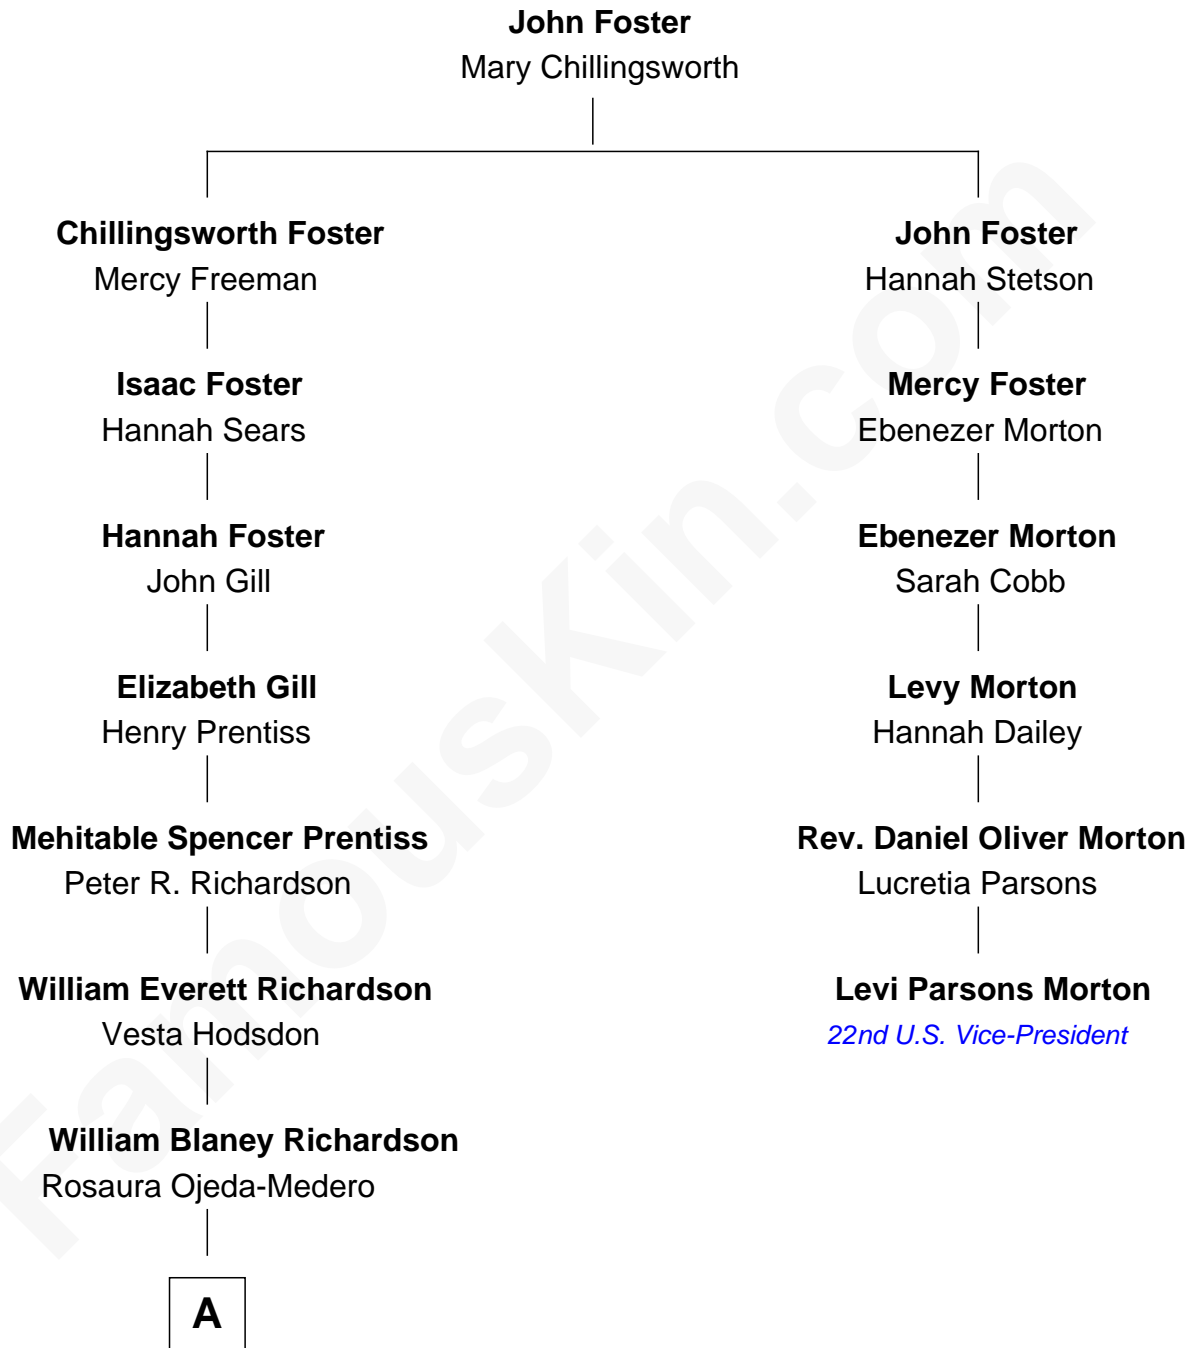 John Foster
Mary Chillingsworth
Chillingsworth Foster
Mercy Freeman
John Foster
Hannah Stetson
Isaac Foster
Hannah Sears
Mercy Foster
Ebenezer Morton
Hannah Foster
John Gill
Ebenezer Morton
Sarah Cobb
Elizabeth Gill
Henry Prentiss
Levy Morton
Hannah Dailey
Mehitable Spencer Prentiss
Peter R. Richardson
Rev. Daniel Oliver Morton
Lucretia Parsons
William Everett Richardson
Vesta Hodsdon
Levi Parsons Morton
22nd U.S. Vice-President
William Blaney Richardson
Rosaura Ojeda-Medero
A
FamousKin.com